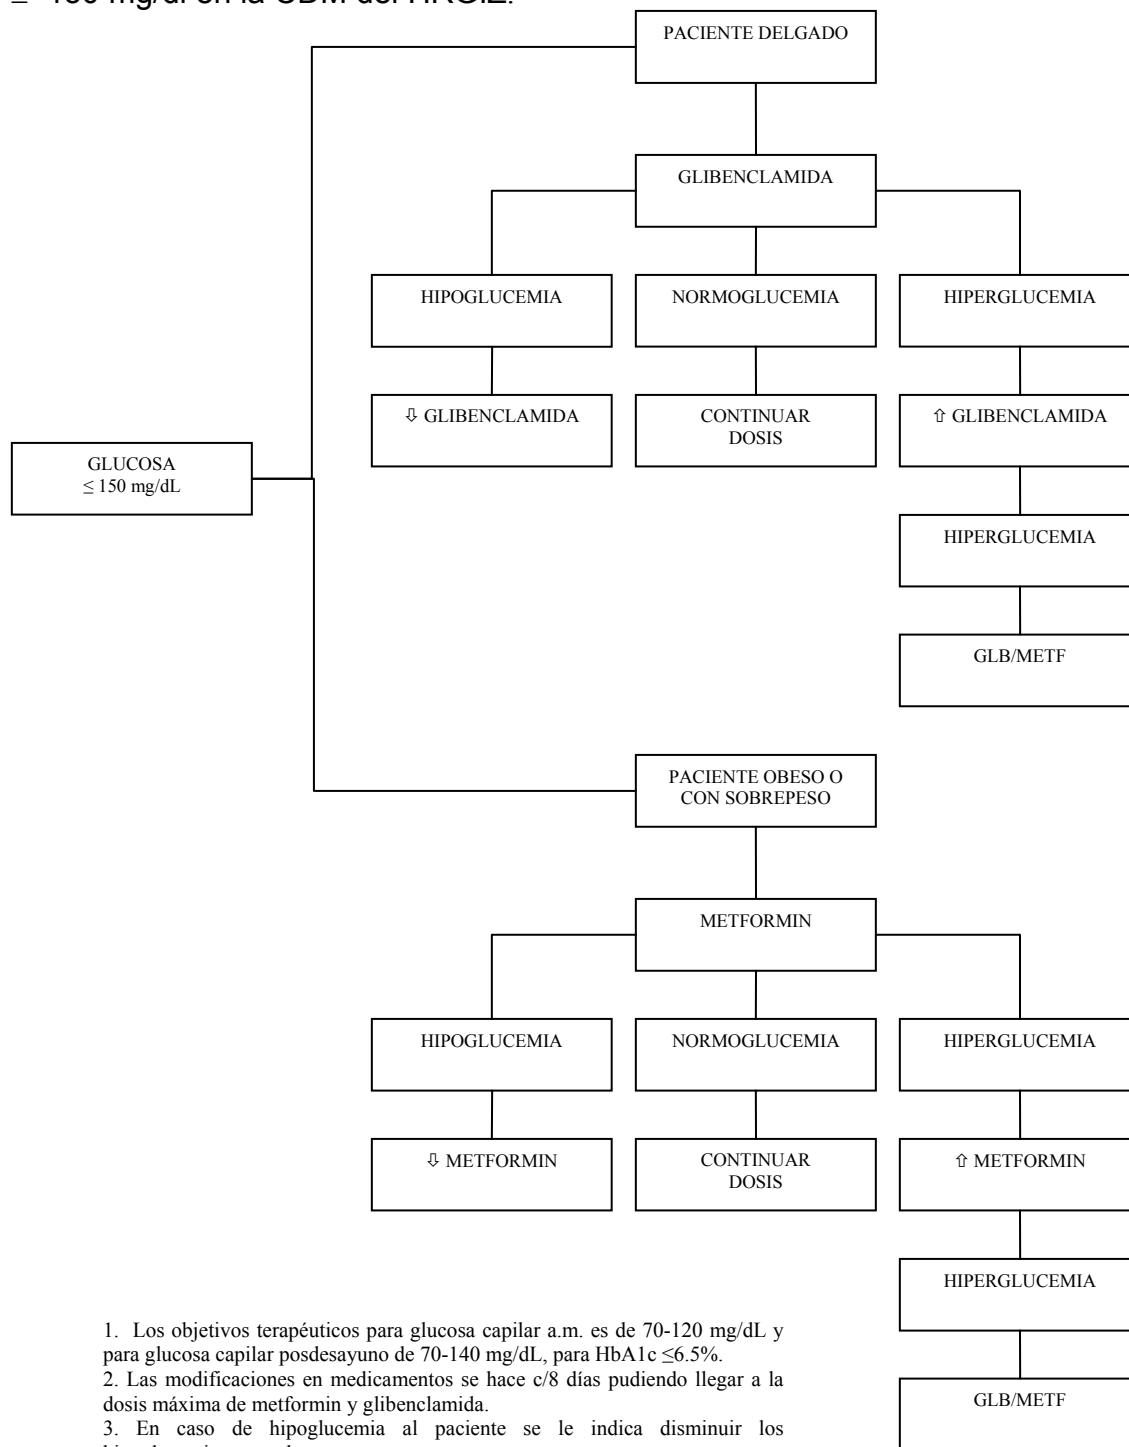 PACIENTE DELGADO
GLIBENCLAMIDA
HIPOGLUCEMIA
NORMOGLUCEMIA
HIPERGLUCEMIA
⇩ GLIBENCLAMIDA
CONTINUAR
DOSIS
⇧ GLIBENCLAMIDA
GLUCOSA
≤ 150 mg/dL
HIPERGLUCEMIA
GLB/METF
PACIENTE OBESO O
CON SOBREPESO
METFORMIN
HIPOGLUCEMIA
NORMOGLUCEMIA
HIPERGLUCEMIA
⇩ METFORMIN
CONTINUAR
DOSIS
⇧ METFORMIN
HIPERGLUCEMIA
GLB/METF
1. Los objetivos terapéuticos para glucosa capilar a.m. es de 70-120 mg/dL y
para glucosa capilar posdesayuno de 70-140 mg/dL, para HbA1c ≤6.5%.
2. Las modificaciones en medicamentos se hace c/8 días pudiendo llegar a la
dosis máxima de metformin y glibenclamida.
3. En caso de hipoglucemia al paciente se le indica disminuir los